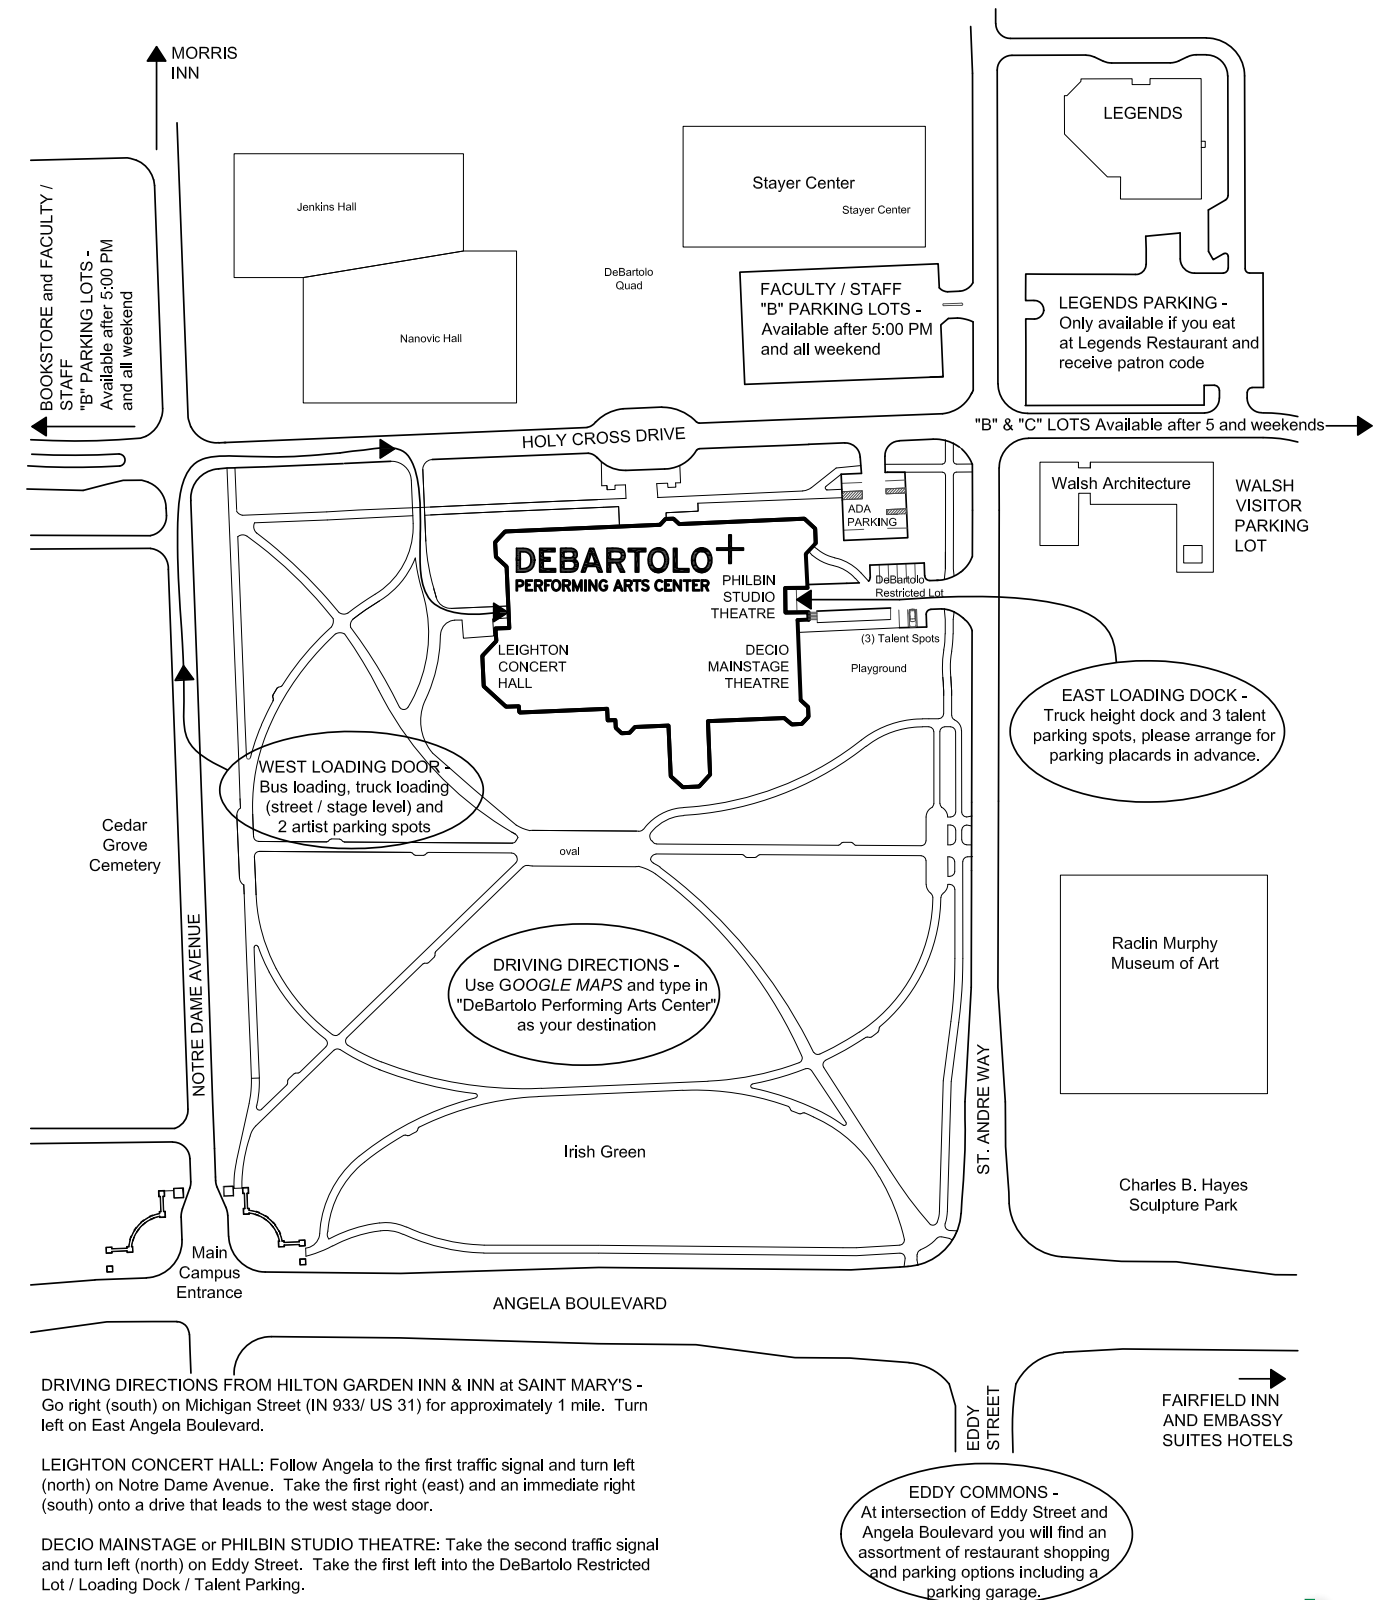 MORRIS
INN
LEGENDS
Stayer Center
Stayer Center
Jenkins Hall
BOOKSTORE and FACULTY /
STAFF
"B" PARKING LOTS -
Available after 5:00 PM
and all weekend
DeBartolo
Quad
FACULTY / STAFF
"B" PARKING LOTS -
Available after 5:00 PM
and all weekend
LEGENDS PARKING -
Only available if you eat
at Legends Restaurant and
receive patron code
Nanovic Hall
"B" & "C" LOTS Available after 5 and weekends
HOLY CROSS DRIVE
Walsh Architecture
WALSH
VISITOR
PARKING
LOT
ADA
PARKING
DEBARTOLO+
PERFORMING ARTS CENTER
PHILBIN
STUDIO
THEATRE
DeBartolo
Restricted Lot
(3) Talent Spots
LEIGHTON
CONCERT
HALL
DECIO
MAINSTAGE
THEATRE
Playground
EAST LOADING DOCK -
Truck height dock and 3 talent
parking spots, please arrange for
parking placards in advance.
WEST LOADING DOOR -
Bus loading, truck loading
(street / stage level) and
2 artist parking spots
Cedar
Grove
Cemetery
oval
NOTRE DAME AVENUE
DRIVING DIRECTIONS -
Use GOOGLE MAPS and type in
"DeBartolo Performing Arts Center"
as your destination
Raclin Murphy
Museum of Art
ST. ANDRE WAY
Irish Green
Charles B. Hayes
Sculpture Park
Main
Campus
Entrance
ANGELA BOULEVARD
DRIVING DIRECTIONS FROM HILTON GARDEN INN & INN at SAINT MARY'S -
Go right (south) on Michigan Street (IN 933/ US 31) for approximately 1 mile. Turn
left on East Angela Boulevard.
LEIGHTON CONCERT HALL: Follow Angela to the first traffic signal and turn left
(north) on Notre Dame Avenue. Take the first right (east) and an immediate right
(south) onto a drive that leads to the west stage door.
DECIO MAINSTAGE or PHILBIN STUDIO THEATRE: Take the second traffic signal
and turn left (north) on Eddy Street. Take the first left into the DeBartolo Restricted
Lot / Loading Dock / Talent Parking.
EDDY
STREET
FAIRFIELD INN
AND EMBASSY
SUITES HOTELS
EDDY COMMONS -
At intersection of Eddy Street and
Angela Boulevard you will find an
assortment of restaurant shopping
and parking options including a
parking garage.